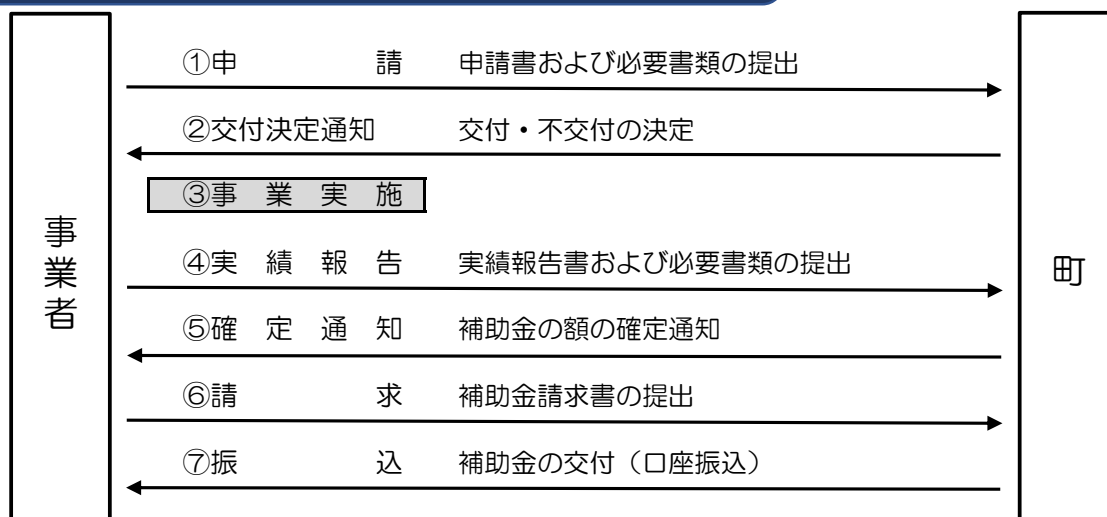 ①申請 申請書および必要書類の提出
②交付決定通知 交付・不交付の決定
③事業実施
事業者
④実績報告 実績報告書および必要書類の提出
町
⑤確定通知 補助金の額の確定通知
⑥請求 補助金請求書の提出
⑦振込 補助金の交付（口座振込）